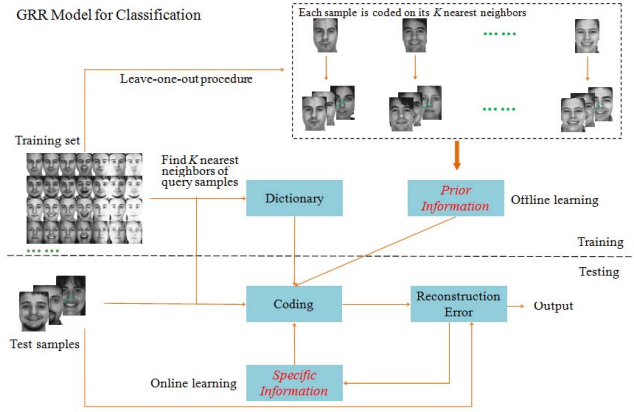 GRR Model for Classification
Each sample is coded on its K nearest neighbors
Leave-one-out procedure
Training set
Find K nearest
neighbors of
query samples
Dictionary
Prior
Information
Offline learning
Training
Testing
Coding
Reconstruction
Error
Output
Test samples
Online learning
Specific
Information